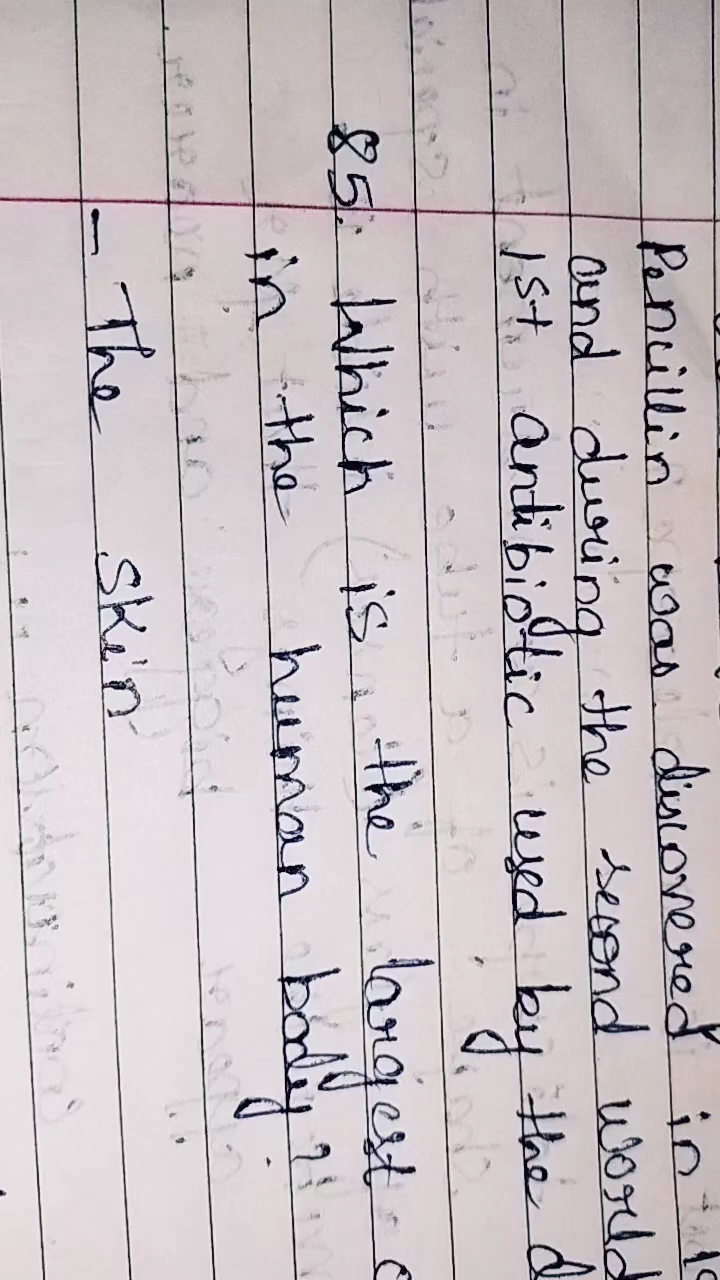 Pencillin was discovered in
and during the second world
1st antibiotic used by the
85. Which is the largest
in the human body?
- The skin